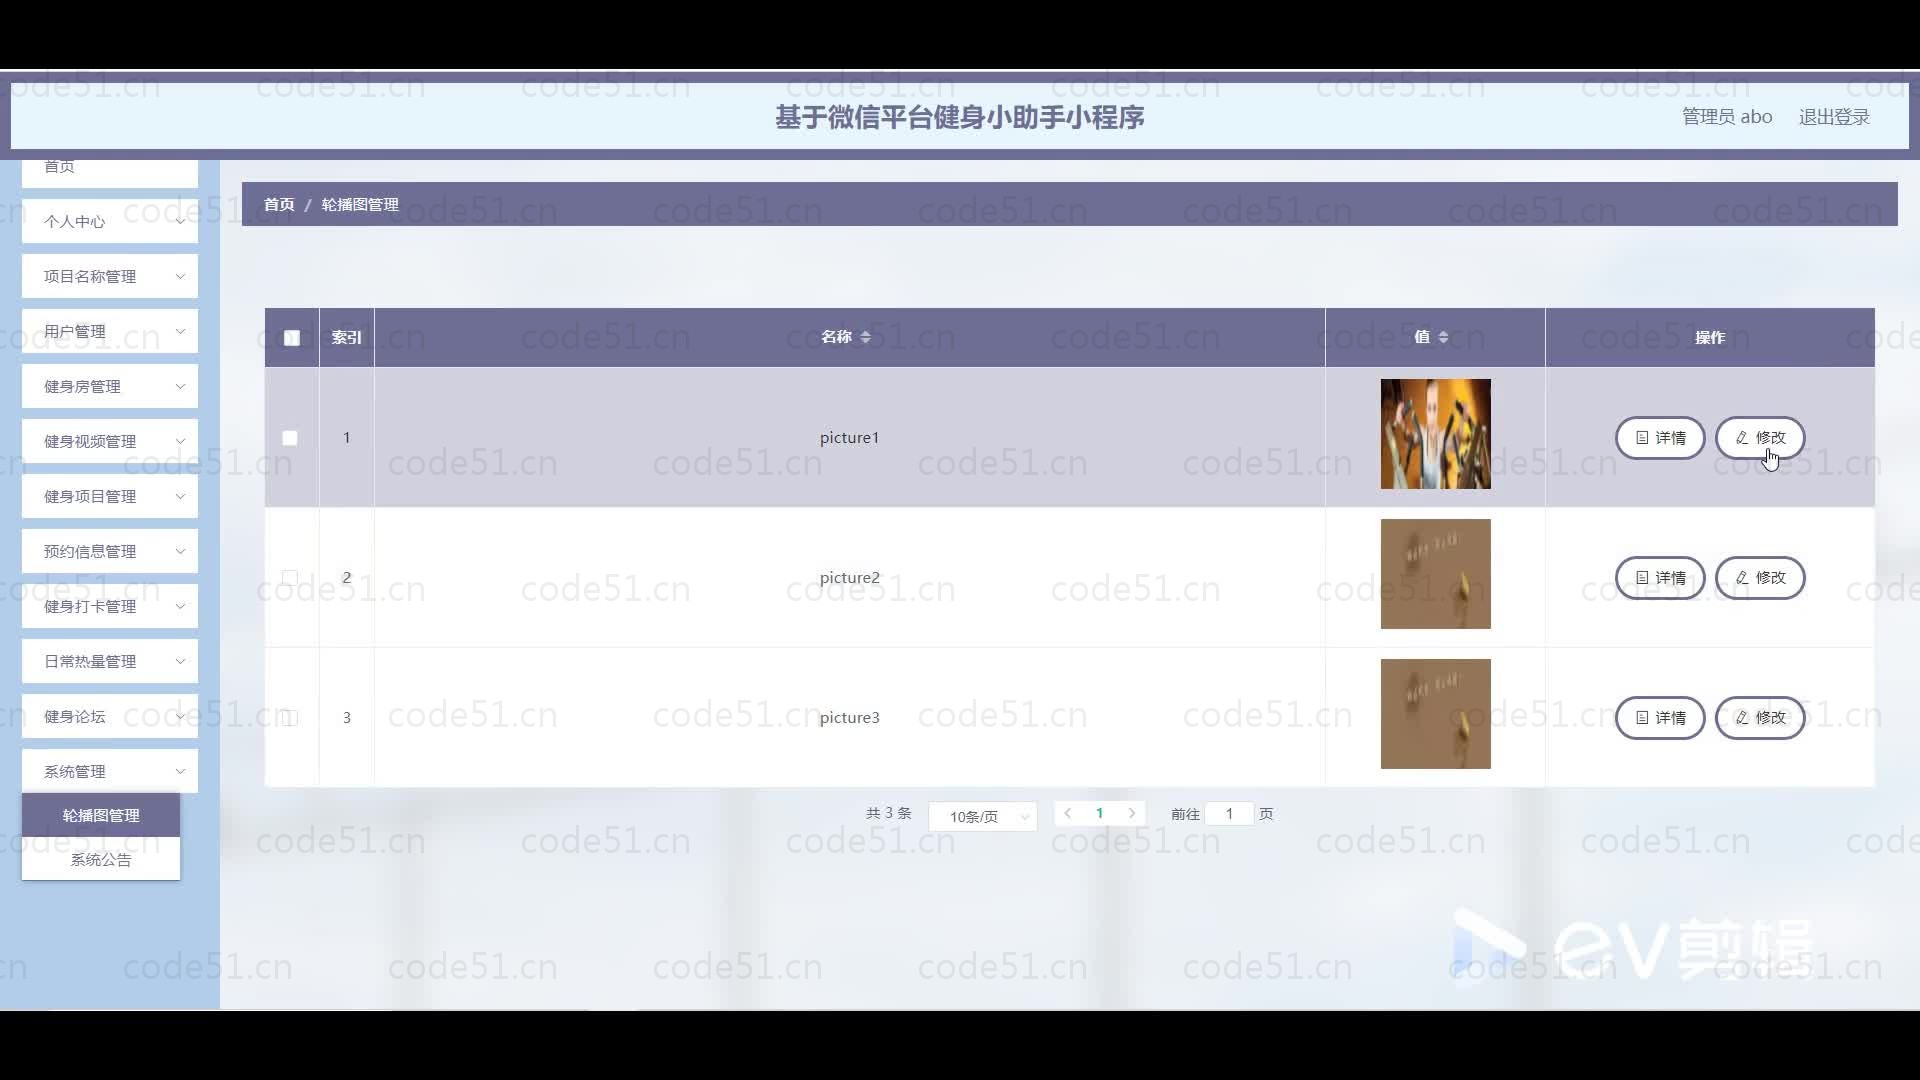 基于微信平台健身小助手小程序
管理员 abo 退出登录
首页
个人中心
项目名称管理
用户管理
健身房管理
健身视频管理
健身项目管理
预约信息管理
健身打卡管理
日常热量管理
健身论坛
系统管理
轮播图管理
系统公告
首页 / 轮播图管理
索引 名称 值 操作
1 picture1 详情 修改
2 picture2 详情 修改
3 picture3 详情 修改
共 3 条 10条/页 1 前往 1 页
ev剪辑
code51.cn